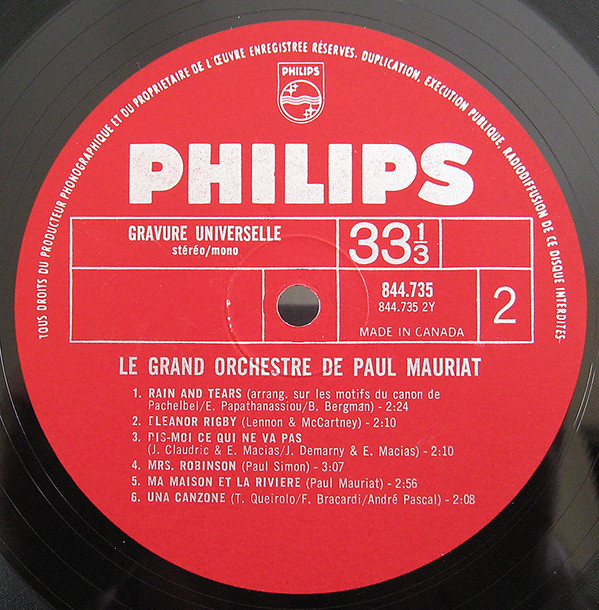 TOUS DROITS DU PRODUCTEUR PHONOGRAPHIQUE ET DU PROPRIETAIRE DE L'ŒUVRE ENREGISTREE RÉSERVES. DUPLICATION, EXECUTION PUBLIQUE, RADIODIFFUSION DE CE DISQUE INTERDITES-
PHILIPS
PHILIPS
GRAVURE UNIVERSELLE
stéréo/mono
33 1/3
844.735
844.735 2Y
MADE IN CANADA
2
LE GRAND ORCHESTRE DE PAUL MAURIAT
1. RAIN AND TEARS (arrang. sur les motifs du canon de
Pachelbel/E. Papathanassiou/B. Bergman) - 2:24
2. ELEANOR RIGBY (Lennon & McCartney) - 2:10
3. DIS-MOI CE QUI NE VA PAS
(J. Claudric & E. Macias/J. Demarny & E. Macias) - 2:10
4. MRS. ROBINSON (Paul Simon) - 3:07
5. MA MAISON ET LA RIVIERE (Paul Mauriat) - 2:56
6. UNA CANZONE (T. Queirolo/F. Bracardi/André Pascal) - 2:08